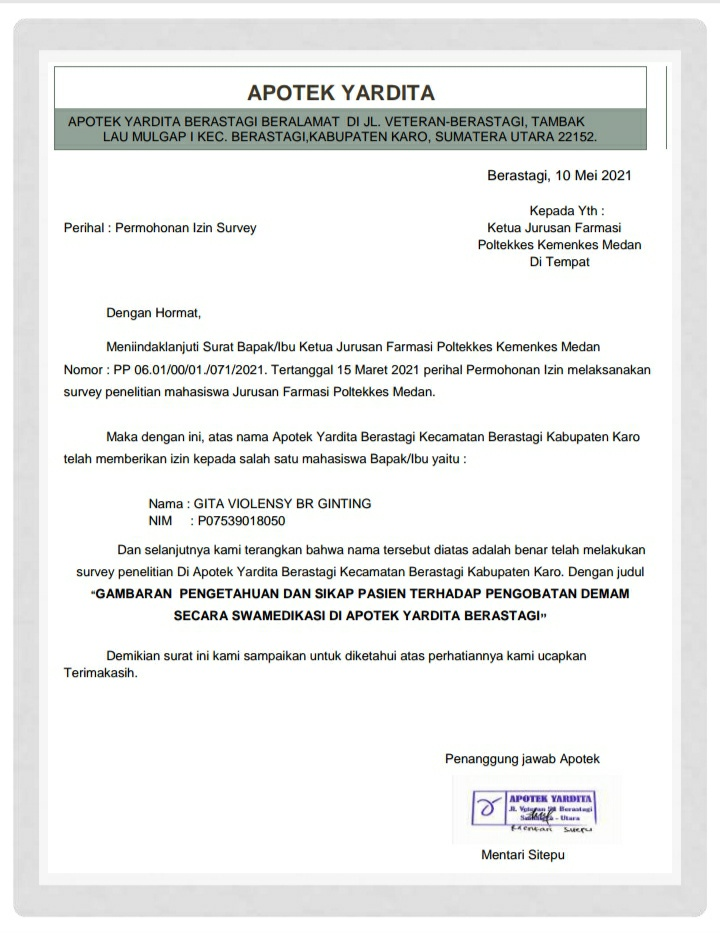 APOTEK YARDITA
APOTEK YARDITA BERASTAGI BERALAMAT DI JL. VETERAN-BERASTAGI, TAMBAK
LAU MULGAP I KEC. BERASTAGI,KABUPATEN KARO, SUMATERA UTARA 22152.
Berastagi, 10 Mei 2021
Kepada Yth :
Perihal : Permohonan Izin Survey
Ketua Jurusan Farmasi
Poltekkes Kemenkes Medan
Di Tempat
Dengan Hormat,
Meniindaklanjuti Surat Bapak/Ibu Ketua Jurusan Farmasi Poltekkes Kemenkes Medan
Nomor : PP 06.01/00/01./071/2021. Tertanggal 15 Maret 2021 perihal Permohonan Izin melaksanakan
survey penelitian mahasiswa Jurusan Farmasi Poltekkes Medan.
Maka dengan ini, atas nama Apotek Yardita Berastagi Kecamatan Berastagi Kabupaten Karo
telah memberikan izin kepada salah satu mahasiswa Bapak/Ibu yaitu :
Nama : GITA VIOLENSY BR GINTING
NIM : P07539018050
Dan selanjutnya kami terangkan bahwa nama tersebut diatas adalah benar telah melakukan
survey penelitian Di Apotek Yardita Berastagi Kecamatan Berastagi Kabupaten Karo. Dengan judul
“GAMBARAN PENGETAHUAN DAN SIKAP PASIEN TERHADAP PENGOBATAN DEMAM
SECARA SWAMEDIKASI DI APOTEK YARDITA BERASTAGI”
Demikian surat ini kami sampaikan untuk diketahui atas perhatiannya kami ucapkan
Terimakasih.
Penanggung jawab Apotek
APOTEK YARDITA
Jl. Veteran Berastagi
- Utara
Mentari Sitepu
Mentari Sitepu